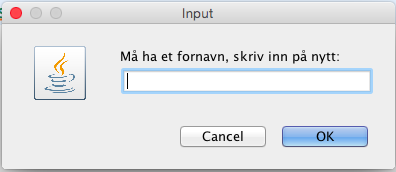 Input
Må ha et fornavn, skriv inn på nytt:
Cancel
OK